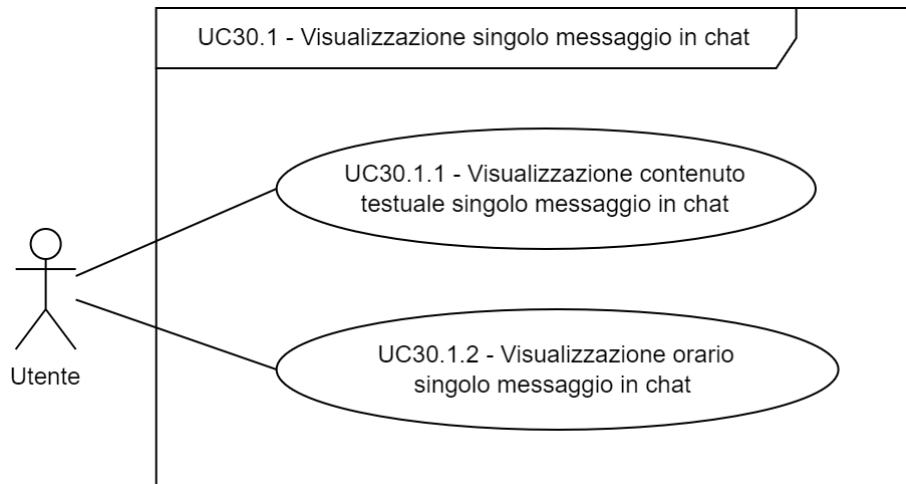 UC30.1 - Visualizzazione singolo messaggio in chat
UC30.1.1 - Visualizzazione contenuto
testuale singolo messaggio in chat
Utente
UC30.1.2 - Visualizzazione orario
singolo messaggio in chat